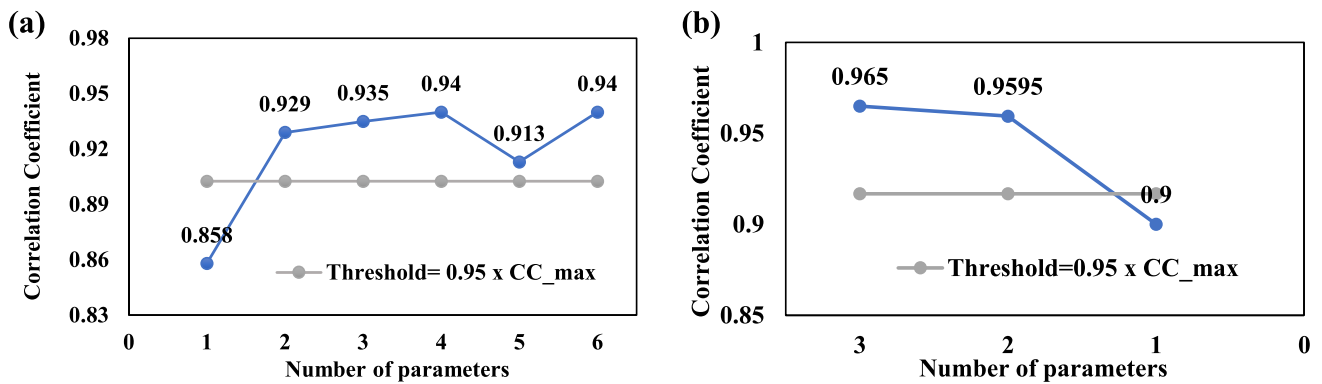 (a)
Correlation Coefficient
0.98
0.95
0.92
0.89
0.86
0.83
0.858
0.929
0.935
0.94
0.913
0.94
Threshold= 0.95 x CC_max
0 1 2 3 4 5 6
Number of parameters
(b)
Correlation Coefficient
1
0.95
0.9
0.85
0.965
0.9595
0.9
Threshold=0.95 x CC_max
3 2 1 0
Number of parameters